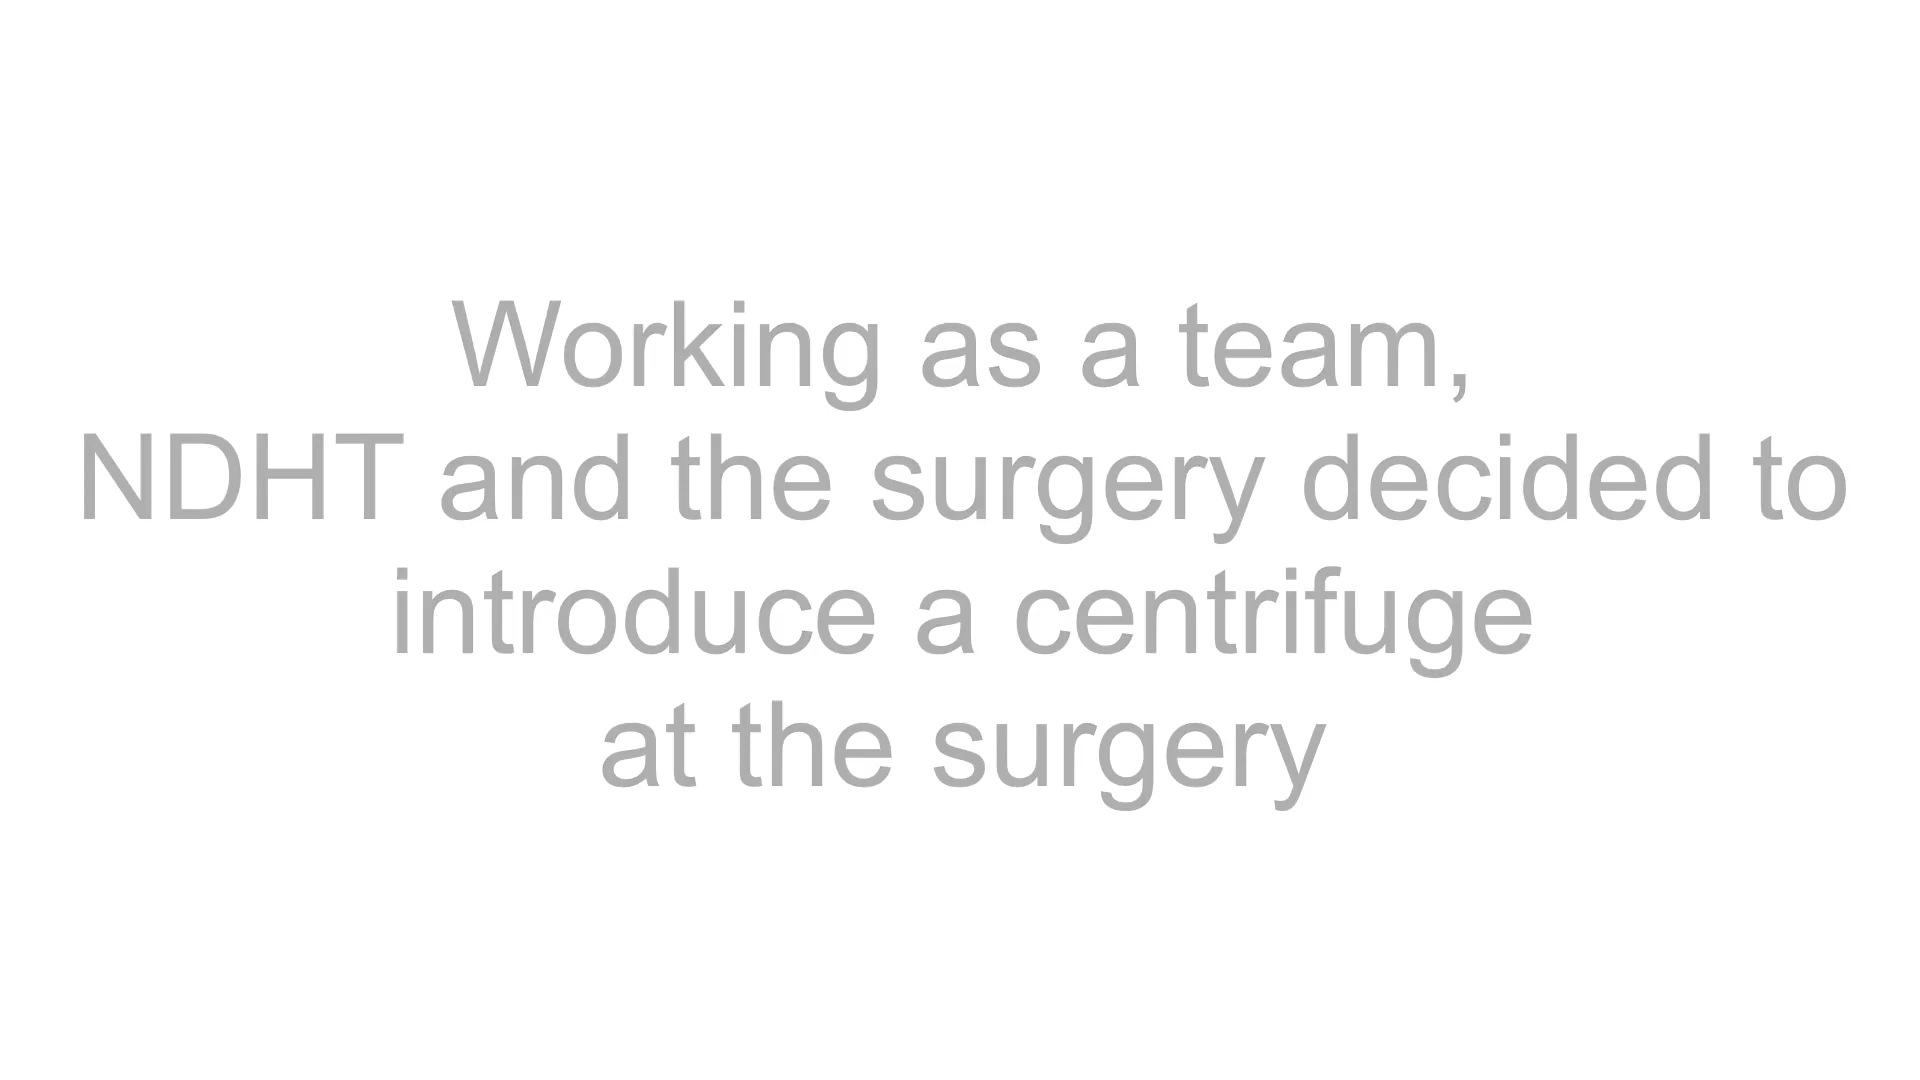 Working as a team,
NDHT and the surgery decided to
introduce a centrifuge
at the surgery